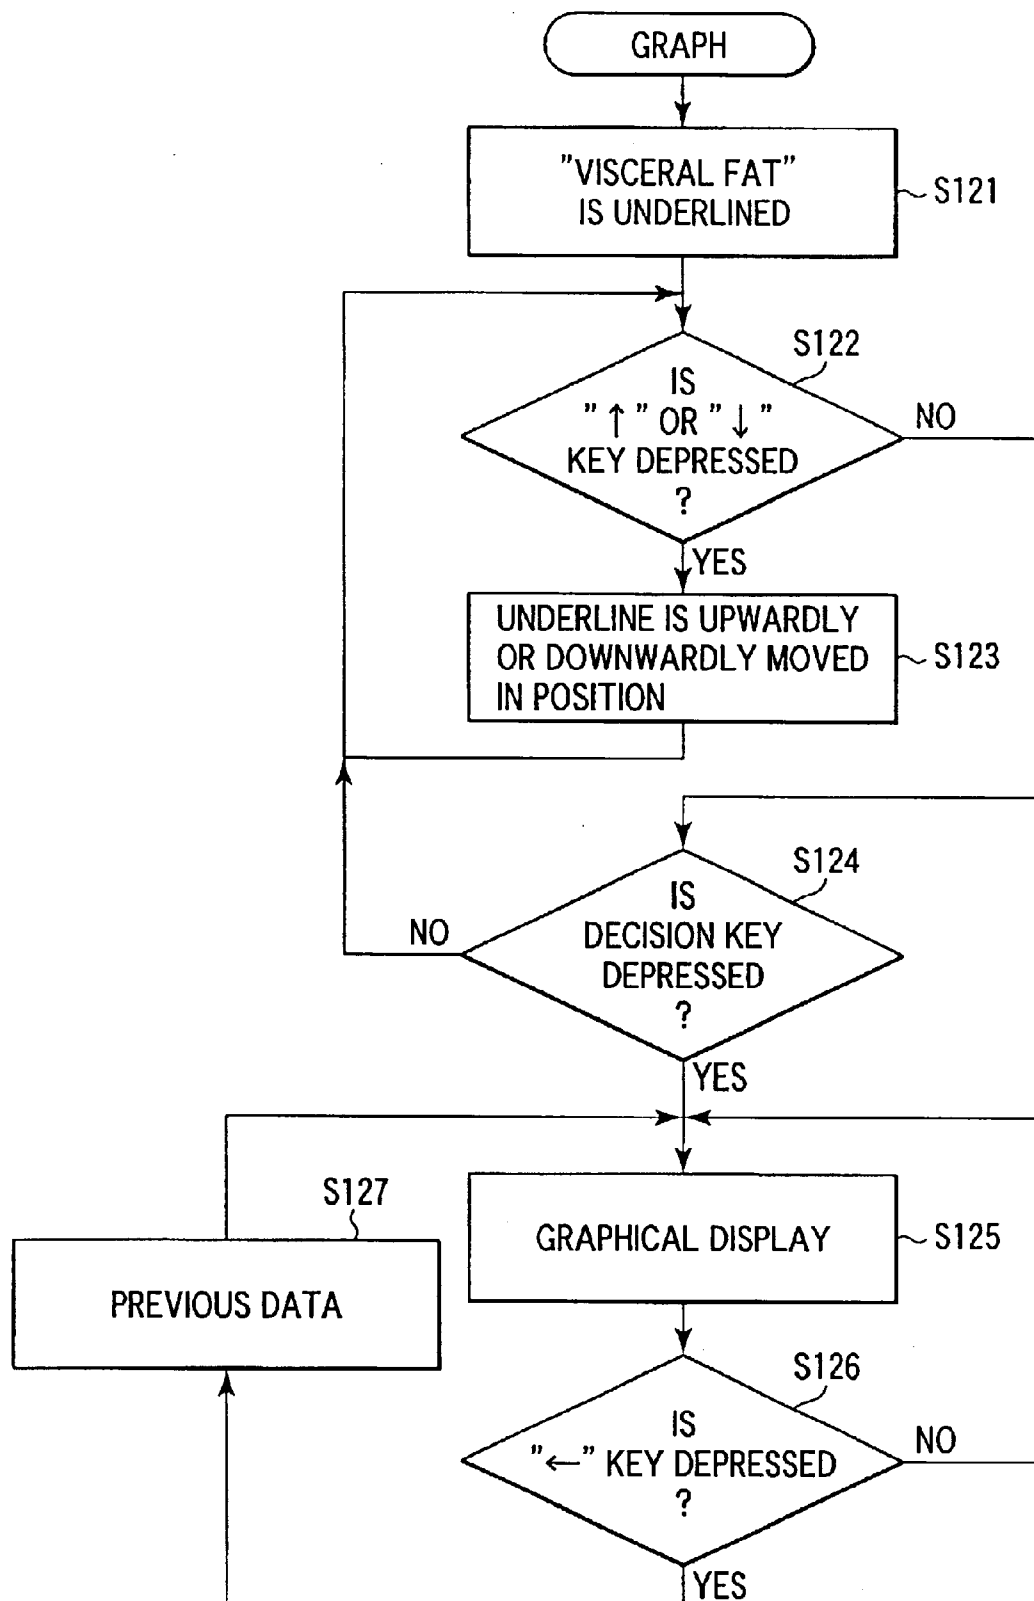 GRAPH
"VISCERAL FAT"
IS UNDERLINED
S121
S122
IS
"↑" OR "↓"
KEY DEPRESSED
?
NO
YES
UNDERLINE IS UPWARDLY
OR DOWNWARDLY MOVED
IN POSITION
S123
S124
IS
DECISION KEY
DEPRESSED
?
NO
YES
S127
PREVIOUS DATA
GRAPHICAL DISPLAY
S125
S126
IS
"←" KEY DEPRESSED
?
NO
YES